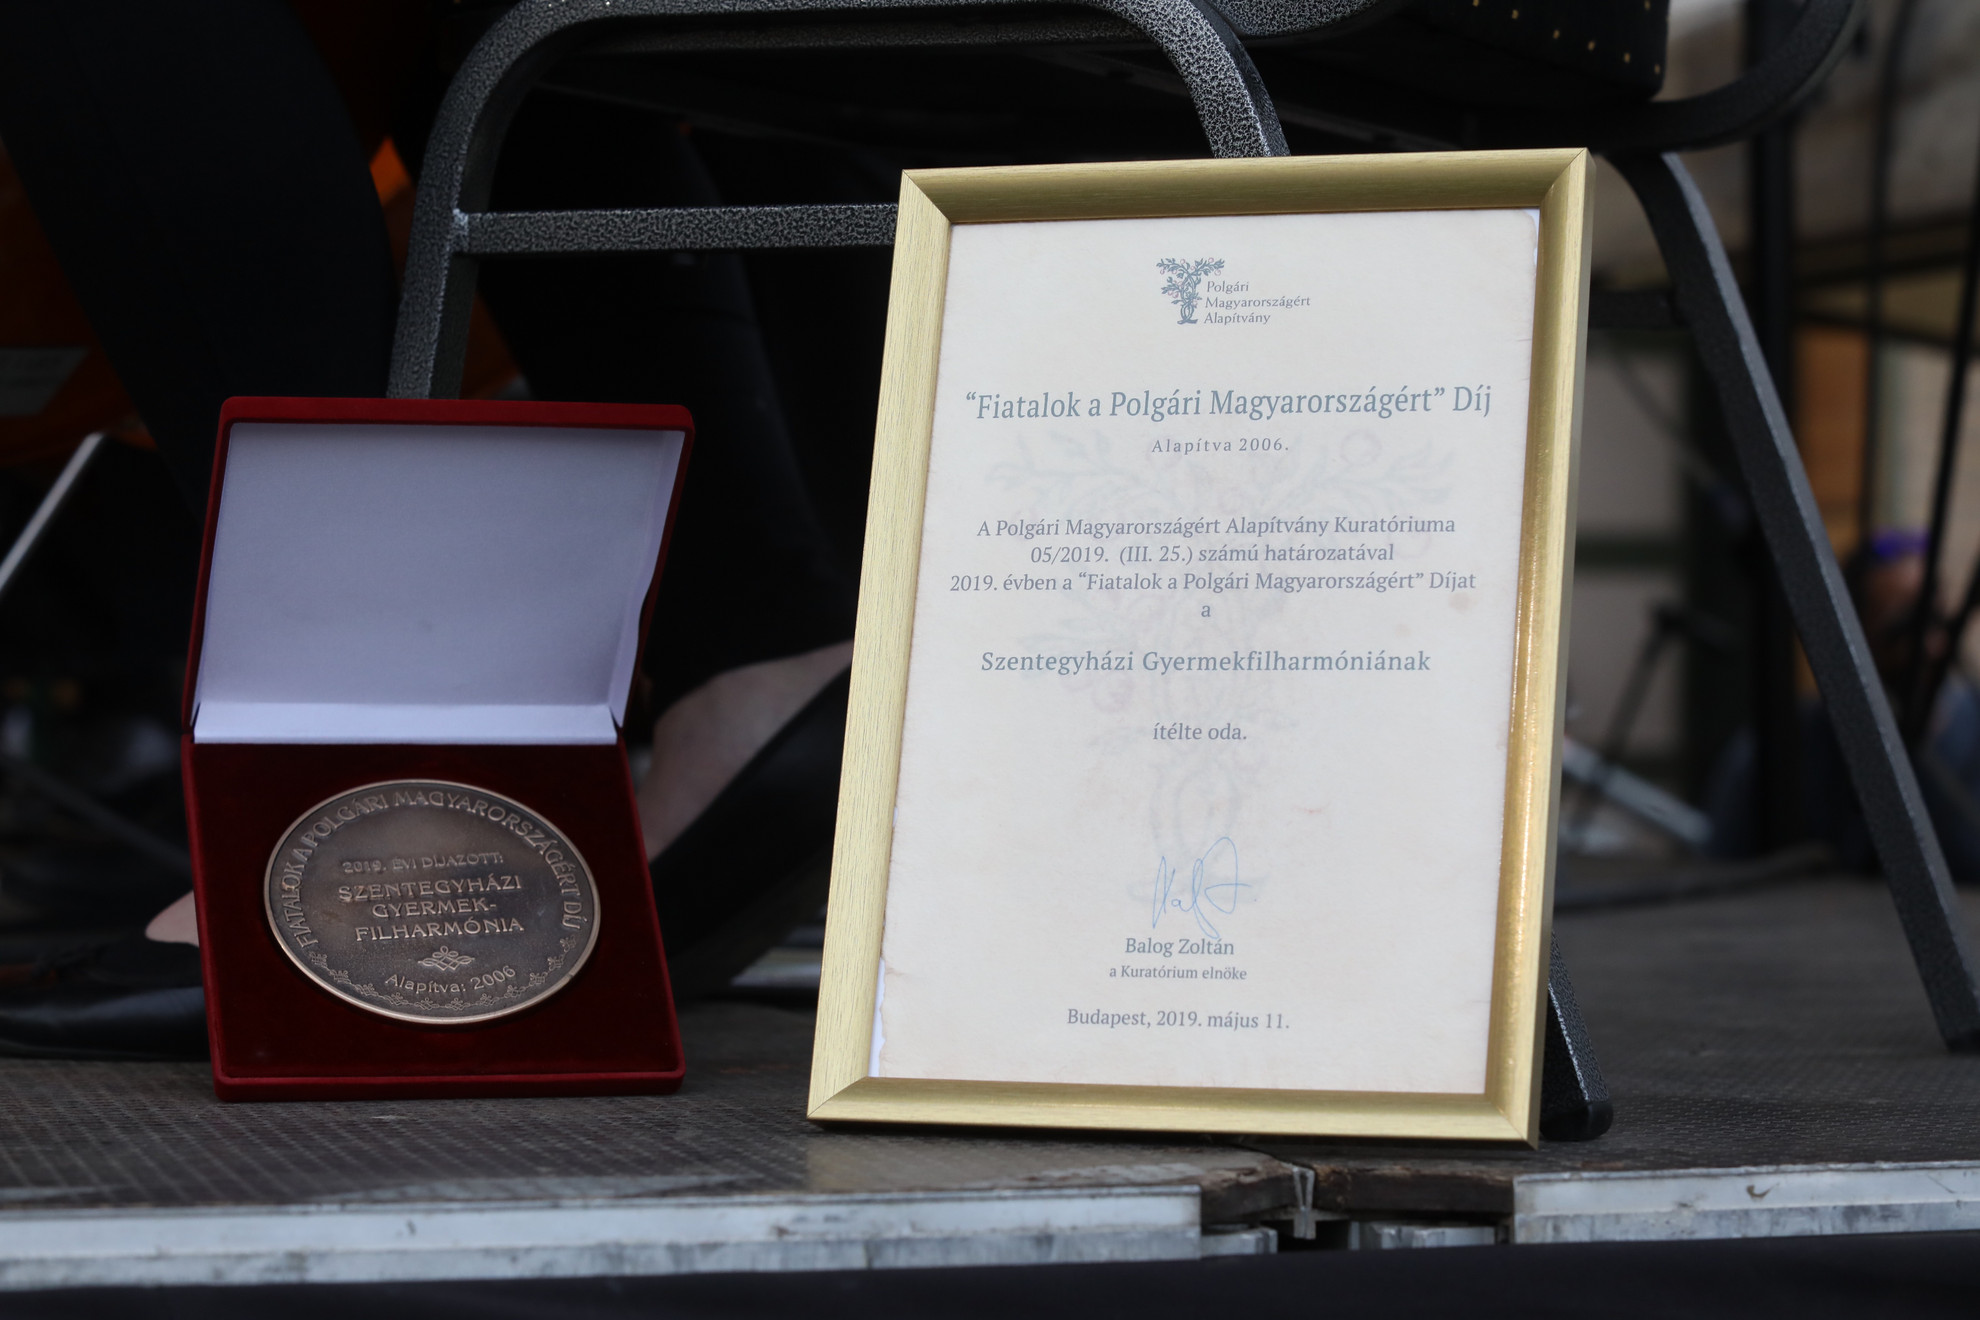 FIATALOK A POLGÁRI MAGYARORSZÁGÉRT DÍJ
2019. ÉVI DÍJAZOTT:
SZENTEGYHÁZI
GYERMEK-
FILHARMÓNIA
Alapítva: 2006
Polgári
Magyarországért
Alapítvány
“Fiatalok a Polgári Magyarországért” Díj
Alapítva 2006.
A Polgári Magyarországért Alapítvány Kuratóriuma
05/2019. (III. 25.) számú határozatával
2019. évben a “Fiatalok a Polgári Magyarországért” Díjat
a
Szentegyházi Gyermekfilharmóniának
ítélte oda.
Balog Zoltán
a Kuratórium elnöke
Budapest, 2019. május 11.